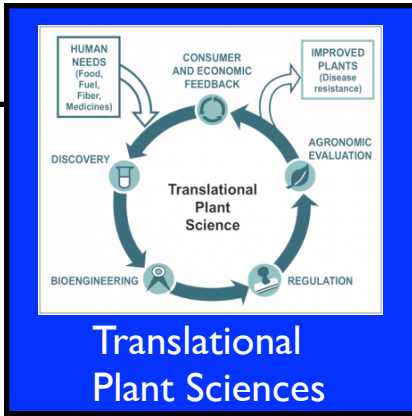 HUMAN
NEEDS
(Food,
Fuel,
Fiber,
Medicines)
CONSUMER
AND ECONOMIC
FEEDBACK
IMPROVED
PLANTS
(Disease
resistance)
DISCOVERY
AGRONOMIC
EVALUATION
Translational
Plant
Science
BIOENGINEERING
REGULATION
Translational
Plant Sciences